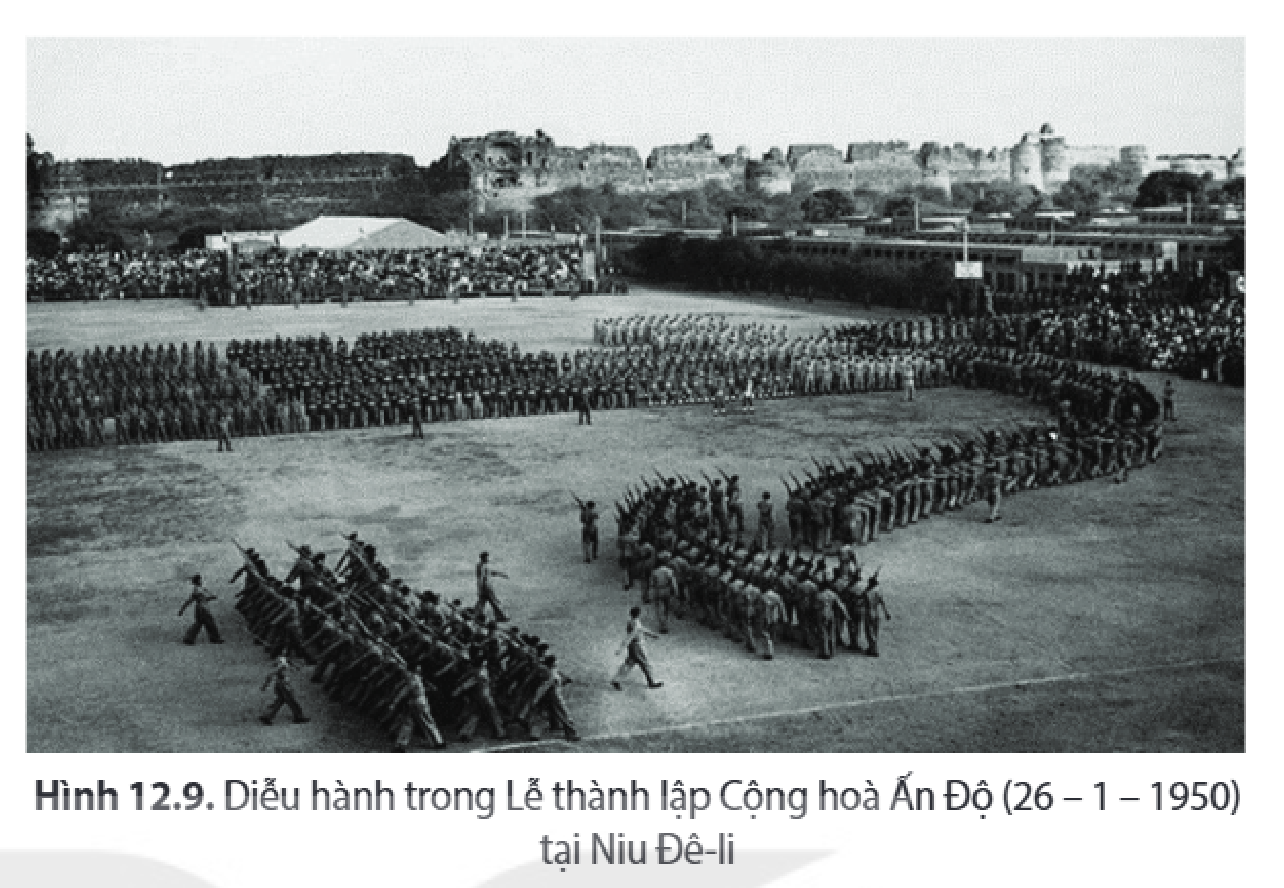 Hình 12.9. Diễu hành trong Lễ thành lập Cộng hoà Ấn Độ (26 – 1 – 1950)
tại Niu Đê-li